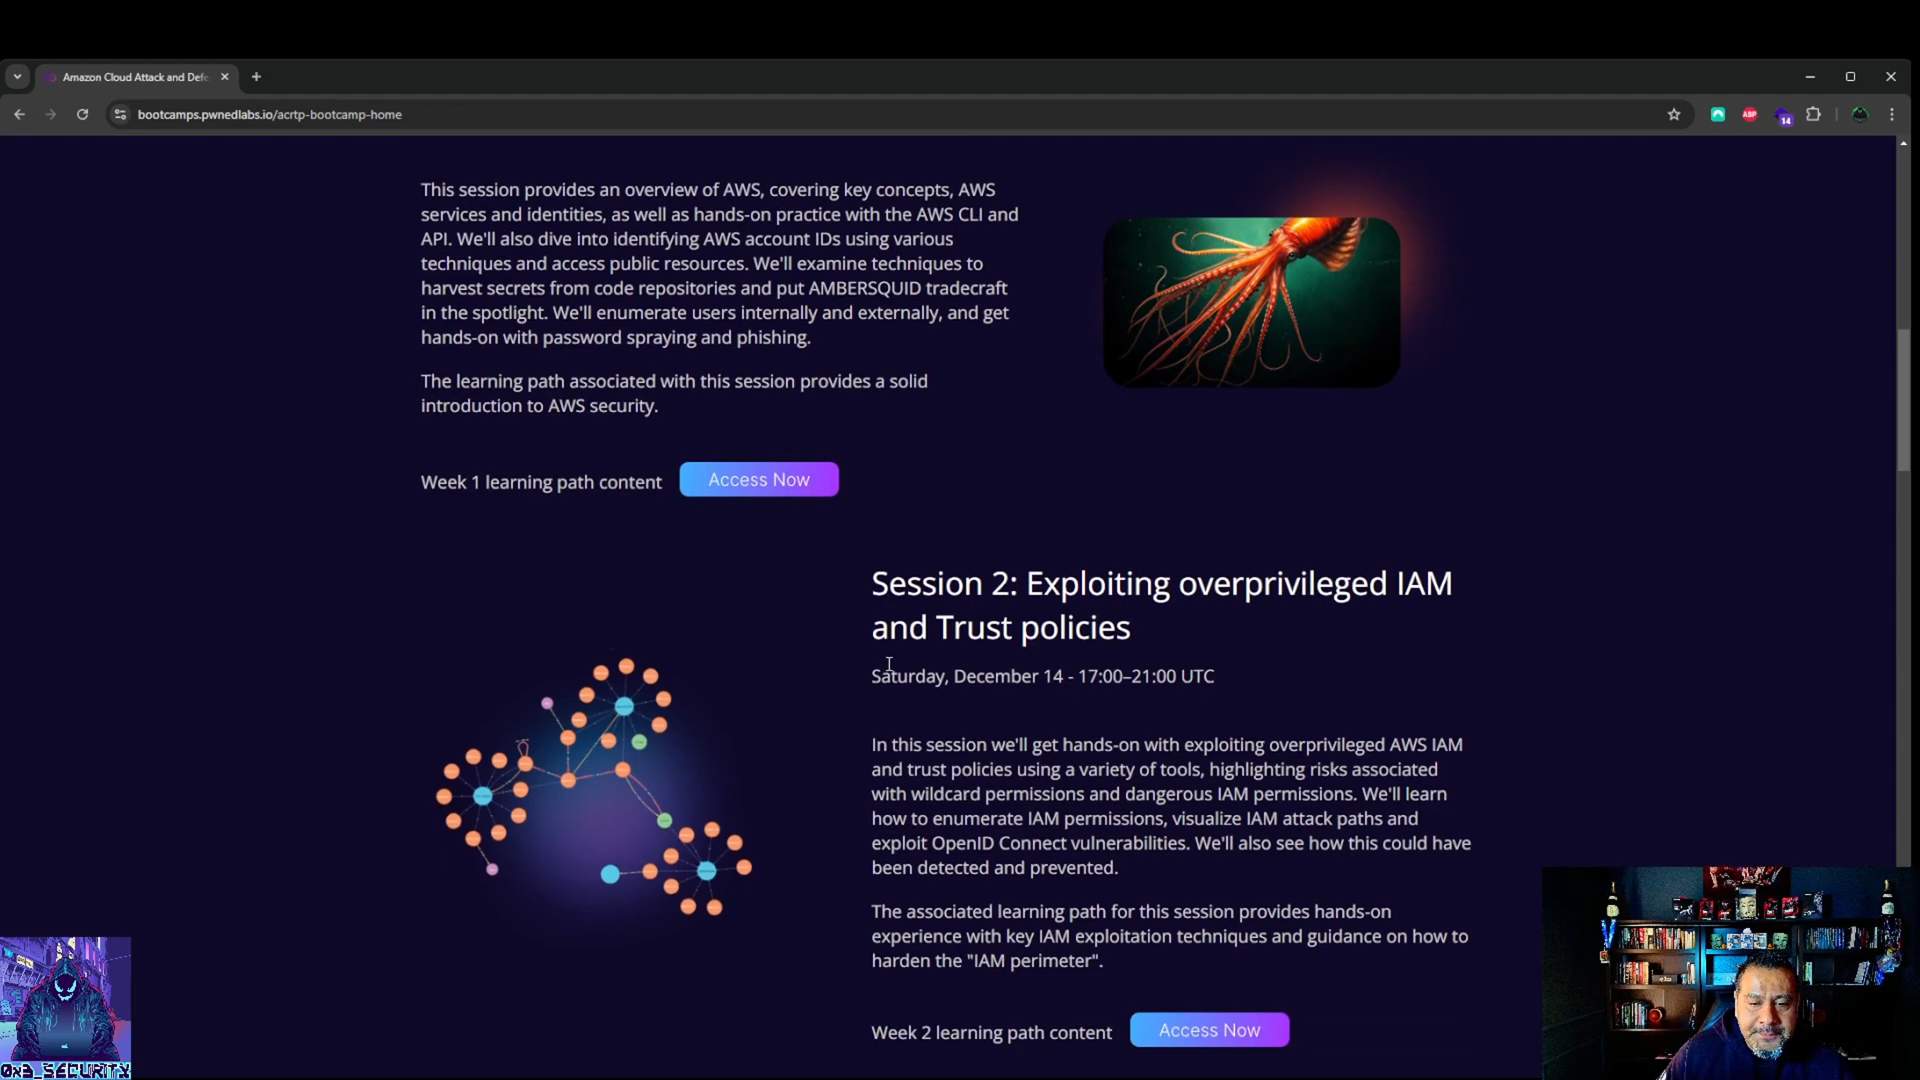 Amazon Cloud Attack and Defe
bootcamps.pwnedlabs.io/acrtp-bootcamp-home
ABP
14
This session provides an overview of AWS, covering key concepts, AWS
services and identities, as well as hands-on practice with the AWS CLI and
API. We'll also dive into identifying AWS account IDs using various
techniques and access public resources. We'll examine techniques to
harvest secrets from code repositories and put AMBERSQUID tradecraft
in the spotlight. We'll enumerate users internally and externally, and get
hands-on with password spraying and phishing.
The learning path associated with this session provides a solid
introduction to AWS security.
Week 1 learning path content
Access Now
Session 2: Exploiting overprivileged IAM
and Trust policies
Saturday, December 14 - 17:00–21:00 UTC
In this session we'll get hands-on with exploiting overprivileged AWS IAM
and trust policies using a variety of tools, highlighting risks associated
with wildcard permissions and dangerous IAM permissions. We'll learn
how to enumerate IAM permissions, visualize IAM attack paths and
exploit OpenID Connect vulnerabilities. We'll also see how this could have
been detected and prevented.
The associated learning path for this session provides hands-on
experience with key IAM exploitation techniques and guidance on how to
harden the "IAM perimeter".
Week 2 learning path content
Access Now
0x3_SECURITY